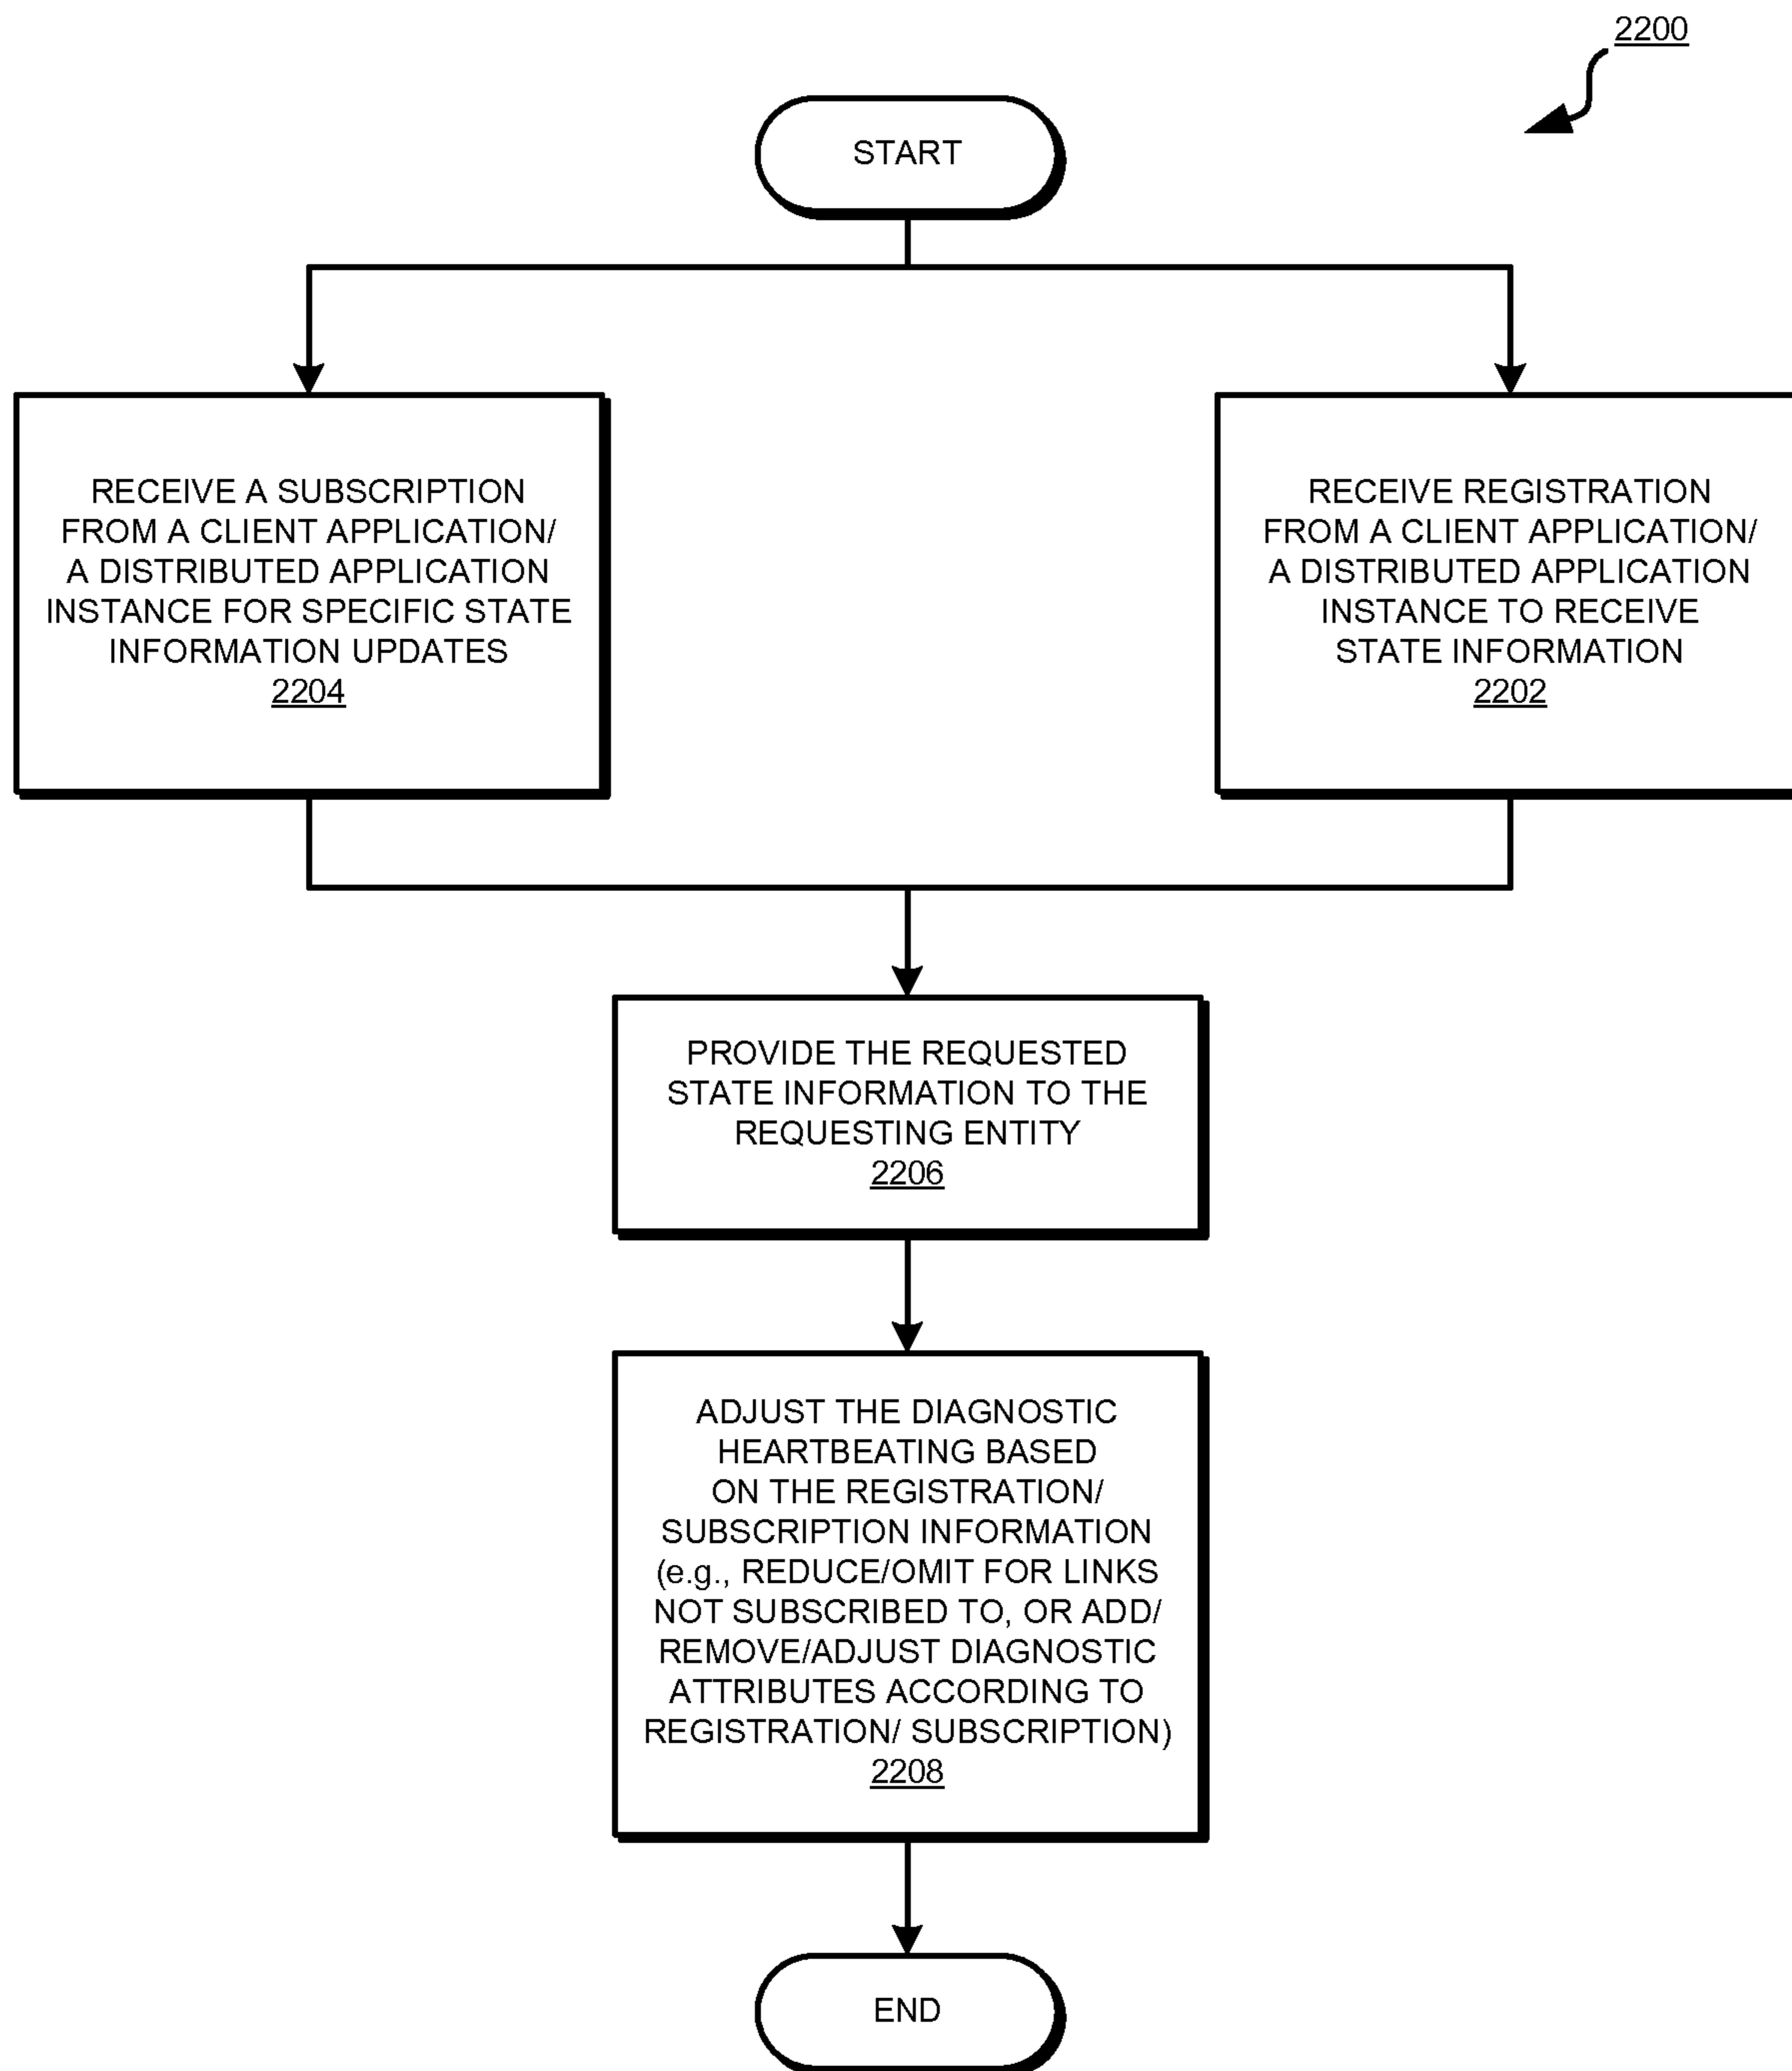 2200
START
RECEIVE A SUBSCRIPTION
FROM A CLIENT APPLICATION/
A DISTRIBUTED APPLICATION
INSTANCE FOR SPECIFIC STATE
INFORMATION UPDATES
2204
RECEIVE REGISTRATION
FROM A CLIENT APPLICATION/
A DISTRIBUTED APPLICATION
INSTANCE TO RECEIVE
STATE INFORMATION
2202
PROVIDE THE REQUESTED
STATE INFORMATION TO THE
REQUESTING ENTITY
2206
ADJUST THE DIAGNOSTIC
HEARTBEATING BASED
ON THE REGISTRATION/
SUBSCRIPTION INFORMATION
(e.g., REDUCE/OMIT FOR LINKS
NOT SUBSCRIBED TO, OR ADD/
REMOVE/ADJUST DIAGNOSTIC
ATTRIBUTES ACCORDING TO
REGISTRATION/ SUBSCRIPTION)
2208
END